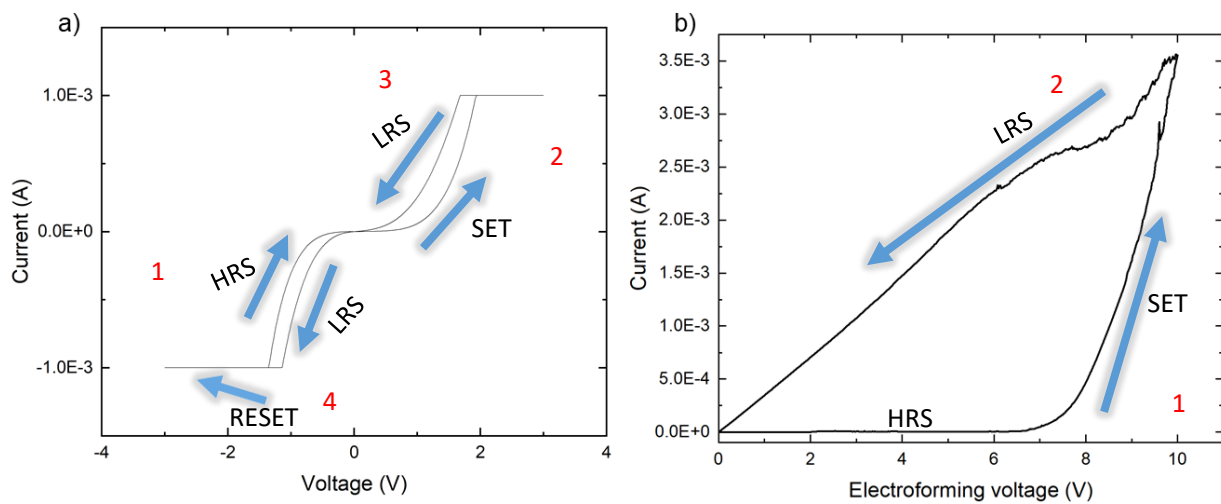 a)
3
1.0E-3
LRS
2
SET
0.0E+0
1
HRS
LRS
-1.0E-3
RESET
4
-4
-2
0
2
4
Current (A)
Voltage (V)
b)
3.5E-3
2
3.0E-3
LRS
2.5E-3
2.0E-3
1.5E-3
SET
1.0E-3
5.0E-4
1
HRS
0.0E+0
0
2
4
6
8
10
Current (A)
Electroforming voltage (V)